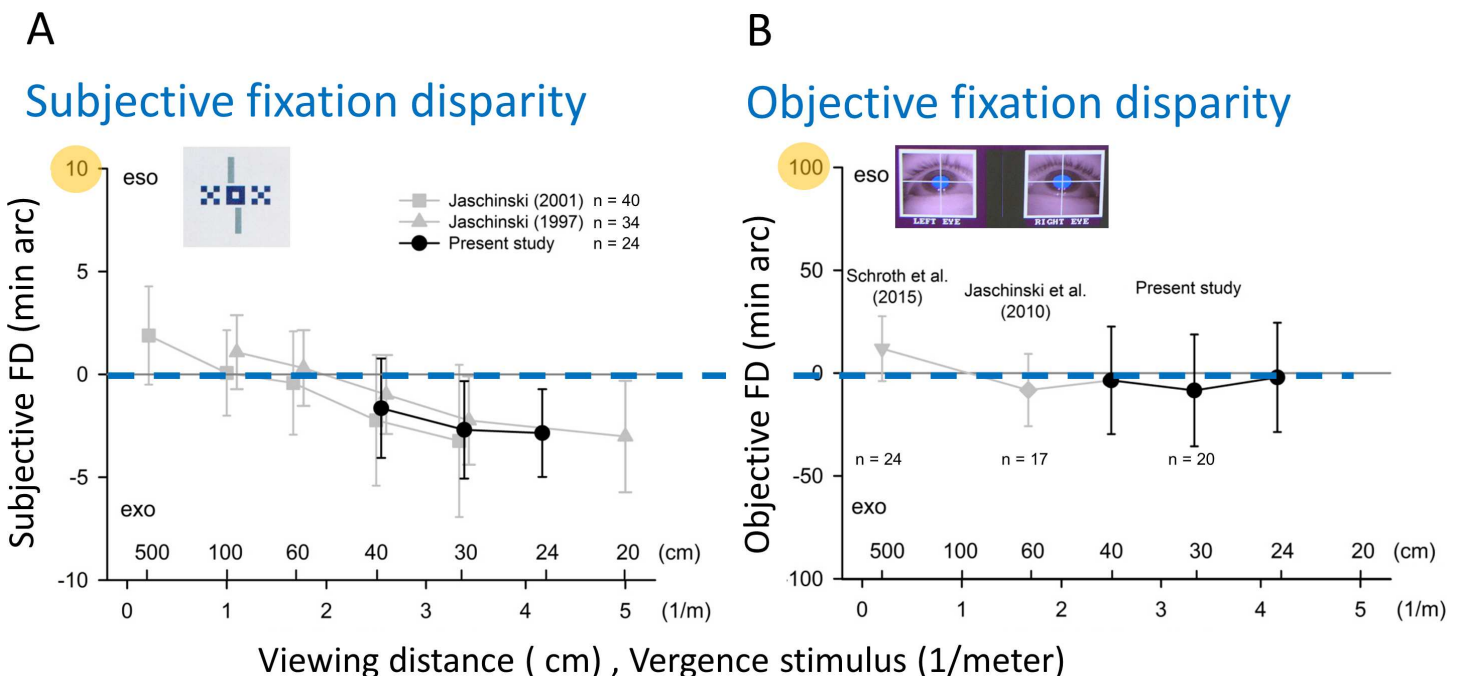 A
Subjective fixation disparity
10
5
0
-5
-10
Subjective FD (min arc)
eso
exo
Jaschinski (2001) n = 40
Jaschinski (1997) n = 34
Present study n = 24
500 100 60 40 30 24 20 (cm)
0 1 2 3 4 5 (1/m)
B
Objective fixation disparity
100
50
0
-50
-100
Objective FD (min arc)
eso
exo
LEFT EYE
RIGHT EYE
Schroth et al.
(2015)
Jaschinski et al.
(2010)
Present study
n = 24
n = 17
n = 20
500 100 60 40 30 24 20 (cm)
0 1 2 3 4 5 (1/m)
Viewing distance ( cm) , Vergence stimulus (1/meter)